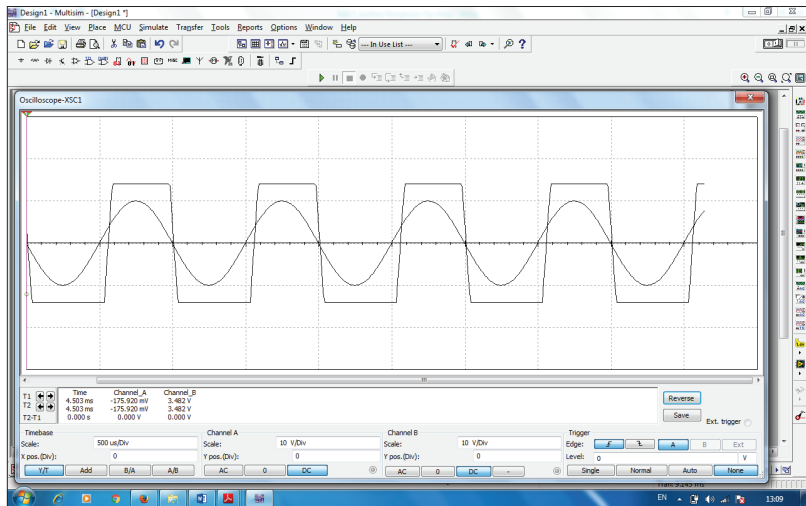 Design1 - Multisim - [Design1 *]
File Edit View Place MCU Simulate Transfer Tools Reports Options Window Help
--- In Use List ---
Oscilloscope-XSC1
Time Channel_A Channel_B
T1 4.503 ms -175.920 mV 3.482 V
T2 4.503 ms -175.920 mV 3.482 V
T2-T1 0.000 s 0.000 V 0.000 V
Reverse
Save
Ext. trigger
Timebase Channel A Channel B Trigger
Scale: 500 us/Div Scale: 10 V/Div Scale: 10 V/Div Edge: A B Ext
X pos.(Div): 0 Y pos.(Div): 0 Y pos.(Div): 0 Level: 0 V
Y/T Add B/A A/B AC 0 DC AC 0 DC - Single Normal Auto None
EN 13:09